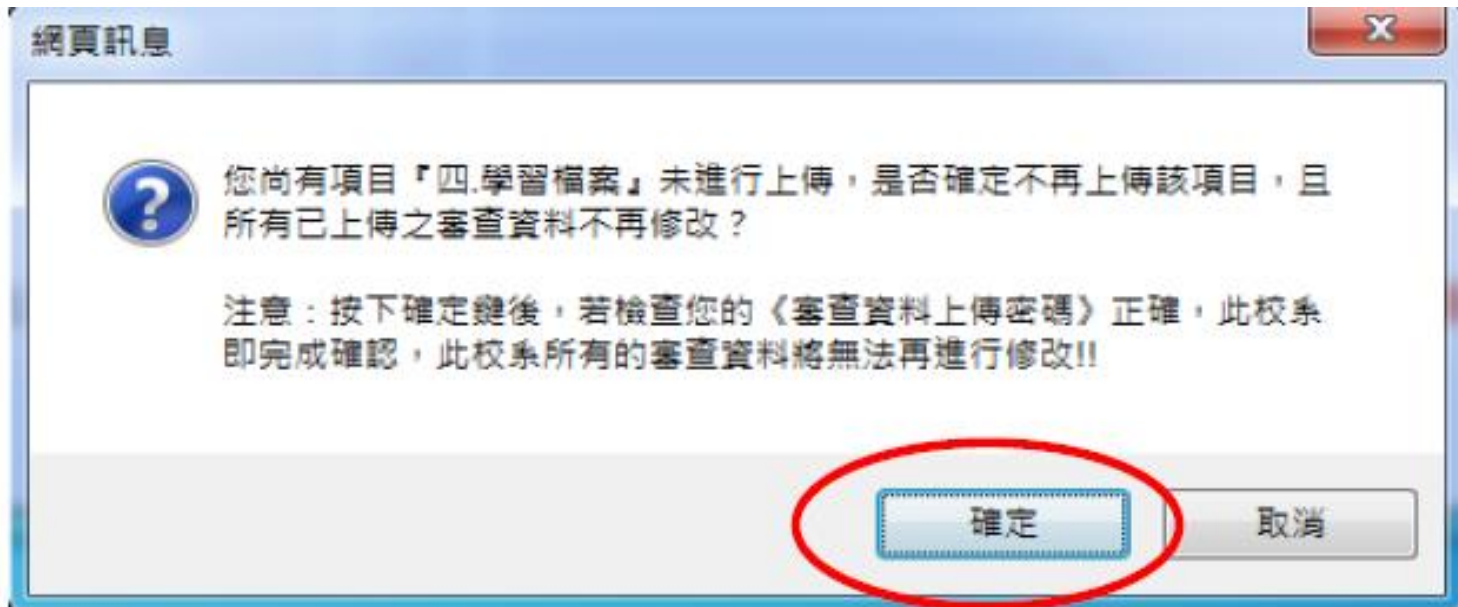 網頁訊息
您尚有項目『四.學習檔案』未進行上傳，是否確定不再上傳該項目，且
所有已上傳之審查資料不再修改？
注意：按下確定鍵後，若檢查您的《審查資料上傳密碼》正確，此校系
即完成確認，此校系所有的審查資料將無法再進行修改!!
確定
取消